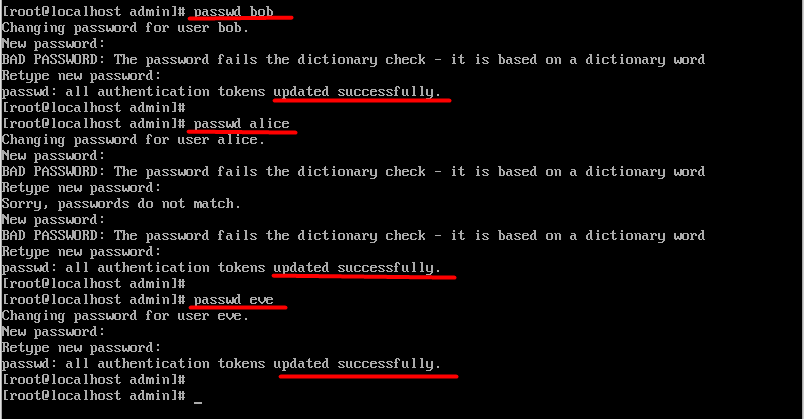 [root@localhost admin]# passwd bob
Changing password for user bob.
New password:
BAD PASSWORD: The password fails the dictionary check - it is based on a dictionary word
Retype new password:
passwd: all authentication tokens updated successfully.
[root@localhost admin]#
[root@localhost admin]# passwd alice
Changing password for user alice.
New password:
BAD PASSWORD: The password fails the dictionary check - it is based on a dictionary word
Retype new password:
Sorry, passwords do not match.
New password:
BAD PASSWORD: The password fails the dictionary check - it is based on a dictionary word
Retype new password:
passwd: all authentication tokens updated successfully.
[root@localhost admin]#
[root@localhost admin]# passwd eve
Changing password for user eve.
New password:
Retype new password:
passwd: all authentication tokens updated successfully.
[root@localhost admin]#
[root@localhost admin]# _